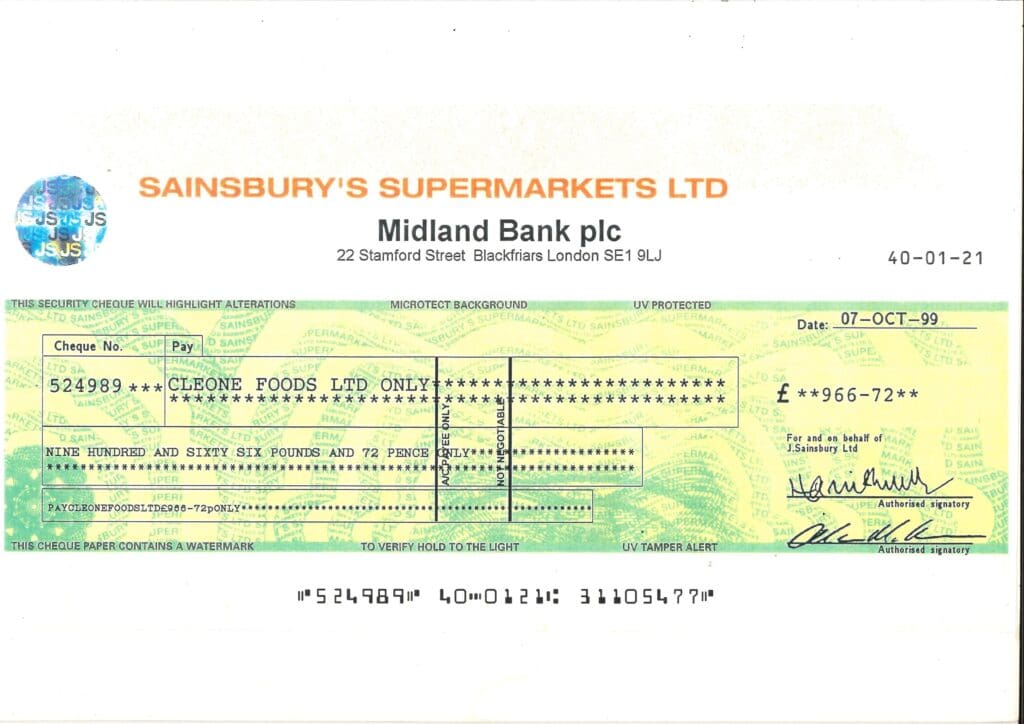 JS JS JS
SAINSBURY'S SUPERMARKETS LTD
Midland Bank plc
22 Stamford Street Blackfriars London SE1 9LJ
40-01-21
THIS SECURITY CHEQUE WILL HIGHLIGHT ALTERATIONS MICROTECT BACKGROUND UV PROTECTED
Date: 07-OCT-99
Cheque No. Pay
524989 *** CLEONE FOODS LTD ONLY**************************
*************************************************
£ **966-72**
A/C PAYEE ONLY
NOT NEGOTIABLE
For and on behalf of
J.Sainsbury Ltd
NINE HUNDRED AND SIXTY SIX POUNDS AND 72 PENCE ONLY*******************
*********************************************************************
Authorised signatory
PAYCLEONEFOODSLTD£966-72pONLY**************************************************
Authorised signatory
THIS CHEQUE PAPER CONTAINS A WATERMARK TO VERIFY HOLD TO THE LIGHT UV TAMPER ALERT
⑈524989⑈ 40⑉0121⑆ 31105477⑈